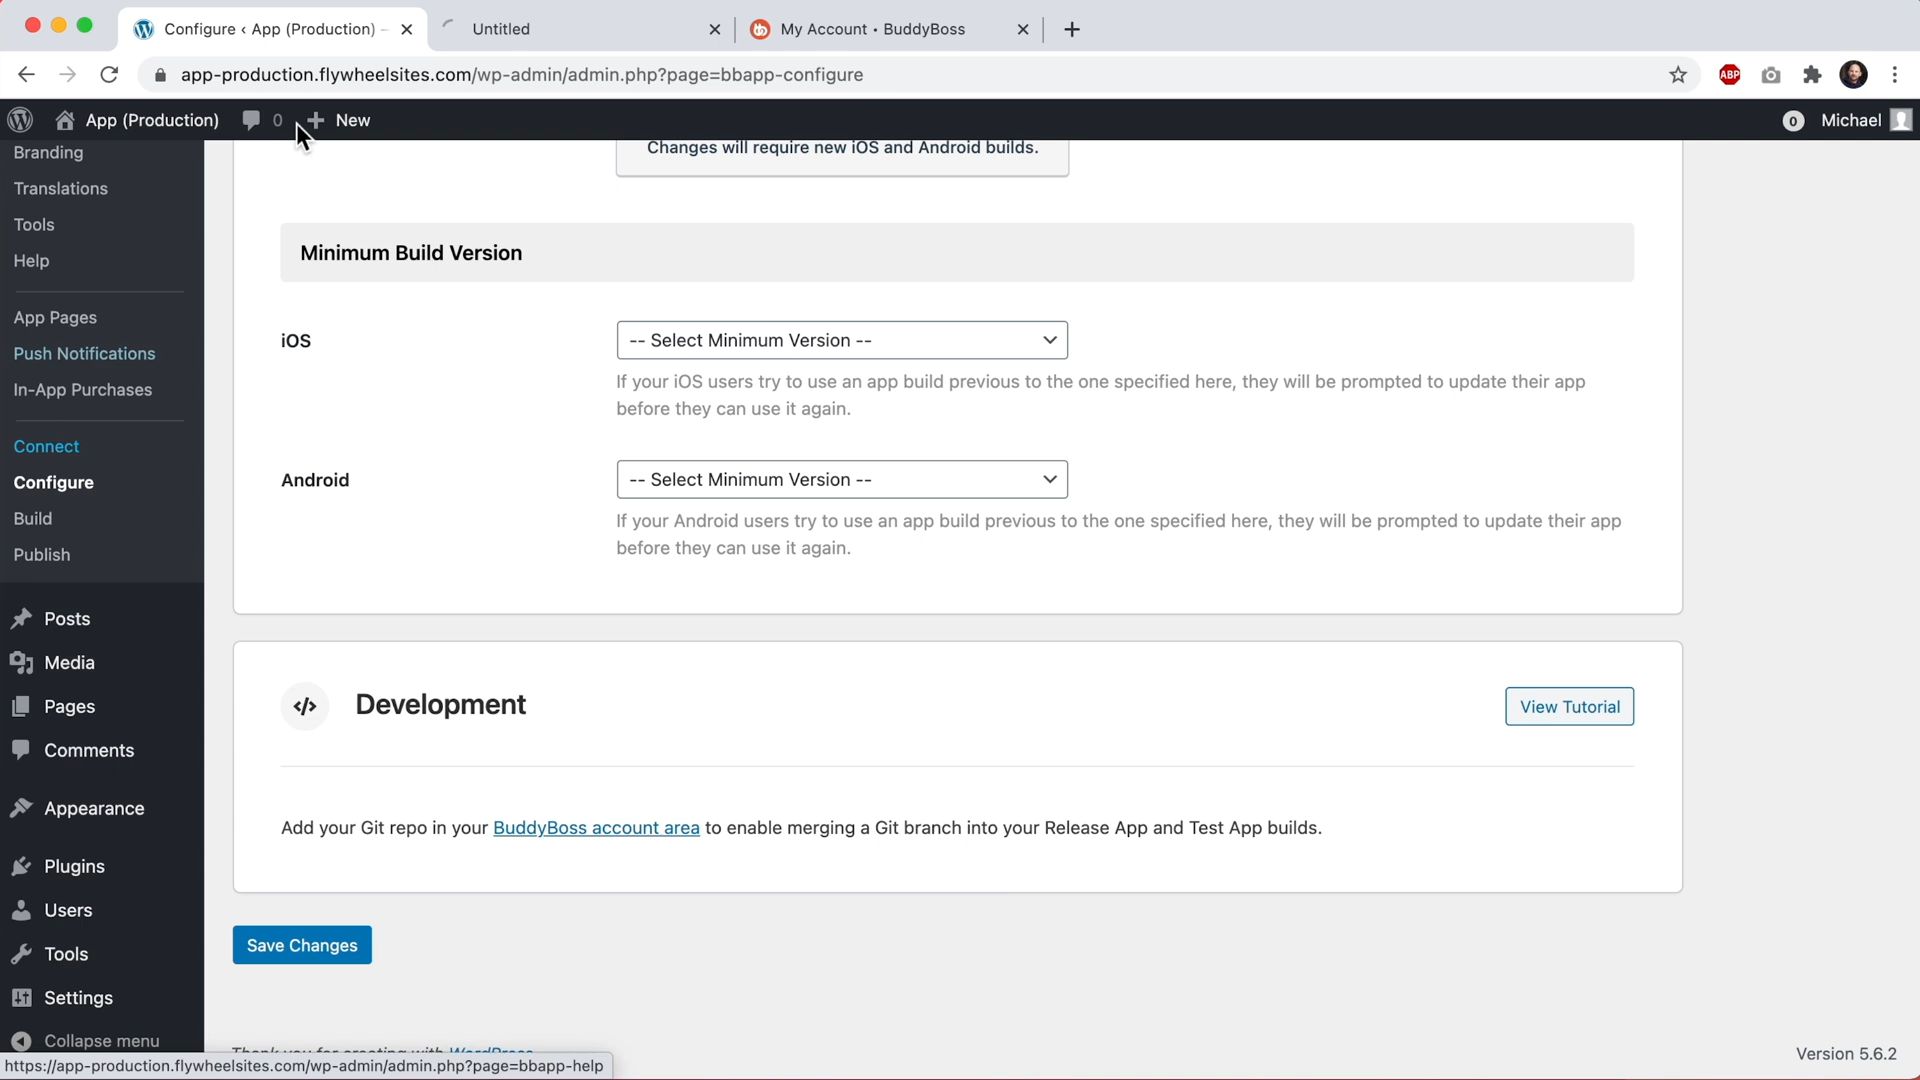 Configure ‹ App (Production) –
Untitled
My Account • BuddyBoss
app-production.flywheelsites.com/wp-admin/admin.php?page=bbapp-configure
ABP
App (Production)
0
New
0
Michael
Branding
Translations
Tools
Help
App Pages
Push Notifications
In-App Purchases
Connect
Configure
Build
Publish
Posts
Media
Pages
Comments
Appearance
Plugins
Users
Tools
Settings
Collapse menu
Changes will require new iOS and Android builds.
Minimum Build Version
iOS
-- Select Minimum Version --
If your iOS users try to use an app build previous to the one specified here, they will be prompted to update their app
before they can use it again.
Android
-- Select Minimum Version --
If your Android users try to use an app build previous to the one specified here, they will be prompted to update their app
before they can use it again.
Development
View Tutorial
Add your Git repo in your BuddyBoss account area to enable merging a Git branch into your Release App and Test App builds.
Save Changes
Thank you for creating with WordPress.
Version 5.6.2
https://app-production.flywheelsites.com/wp-admin/admin.php?page=bbapp-help